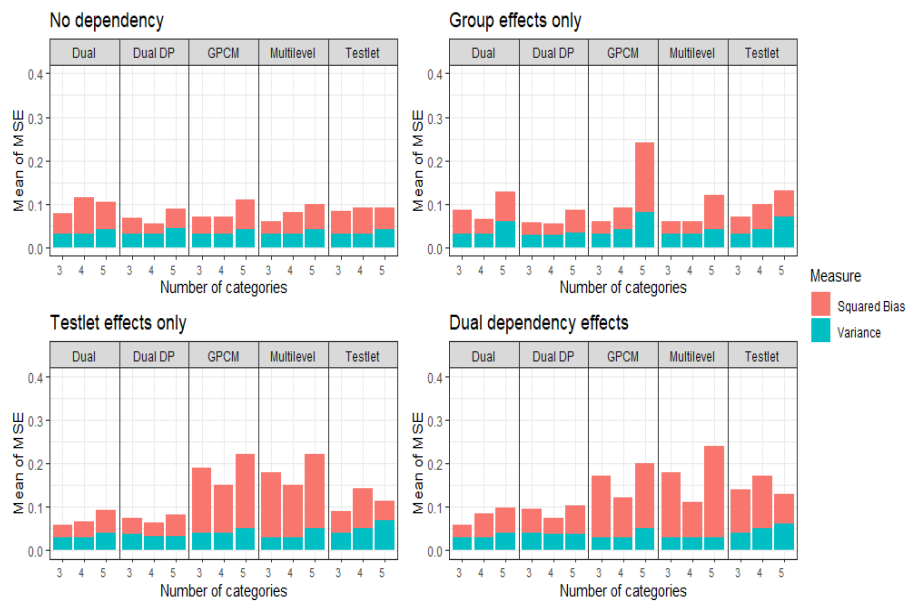 No dependency
Dual Dual DP GPCM Multilevel Testlet
0.4
0.3
0.2
0.1
0.0
Mean of MSE
3 4 5 3 4 5 3 4 5 3 4 5 3 4 5
Number of categories
Group effects only
Dual Dual DP GPCM Multilevel Testlet
0.4
0.3
0.2
0.1
0.0
Mean of MSE
3 4 5 3 4 5 3 4 5 3 4 5 3 4 5
Number of categories
Testlet effects only
Dual Dual DP GPCM Multilevel Testlet
0.4
0.3
0.2
0.1
0.0
Mean of MSE
3 4 5 3 4 5 3 4 5 3 4 5 3 4 5
Number of categories
Dual dependency effects
Dual Dual DP GPCM Multilevel Testlet
0.4
0.3
0.2
0.1
0.0
Mean of MSE
3 4 5 3 4 5 3 4 5 3 4 5 3 4 5
Number of categories
Measure
Squared Bias
Variance